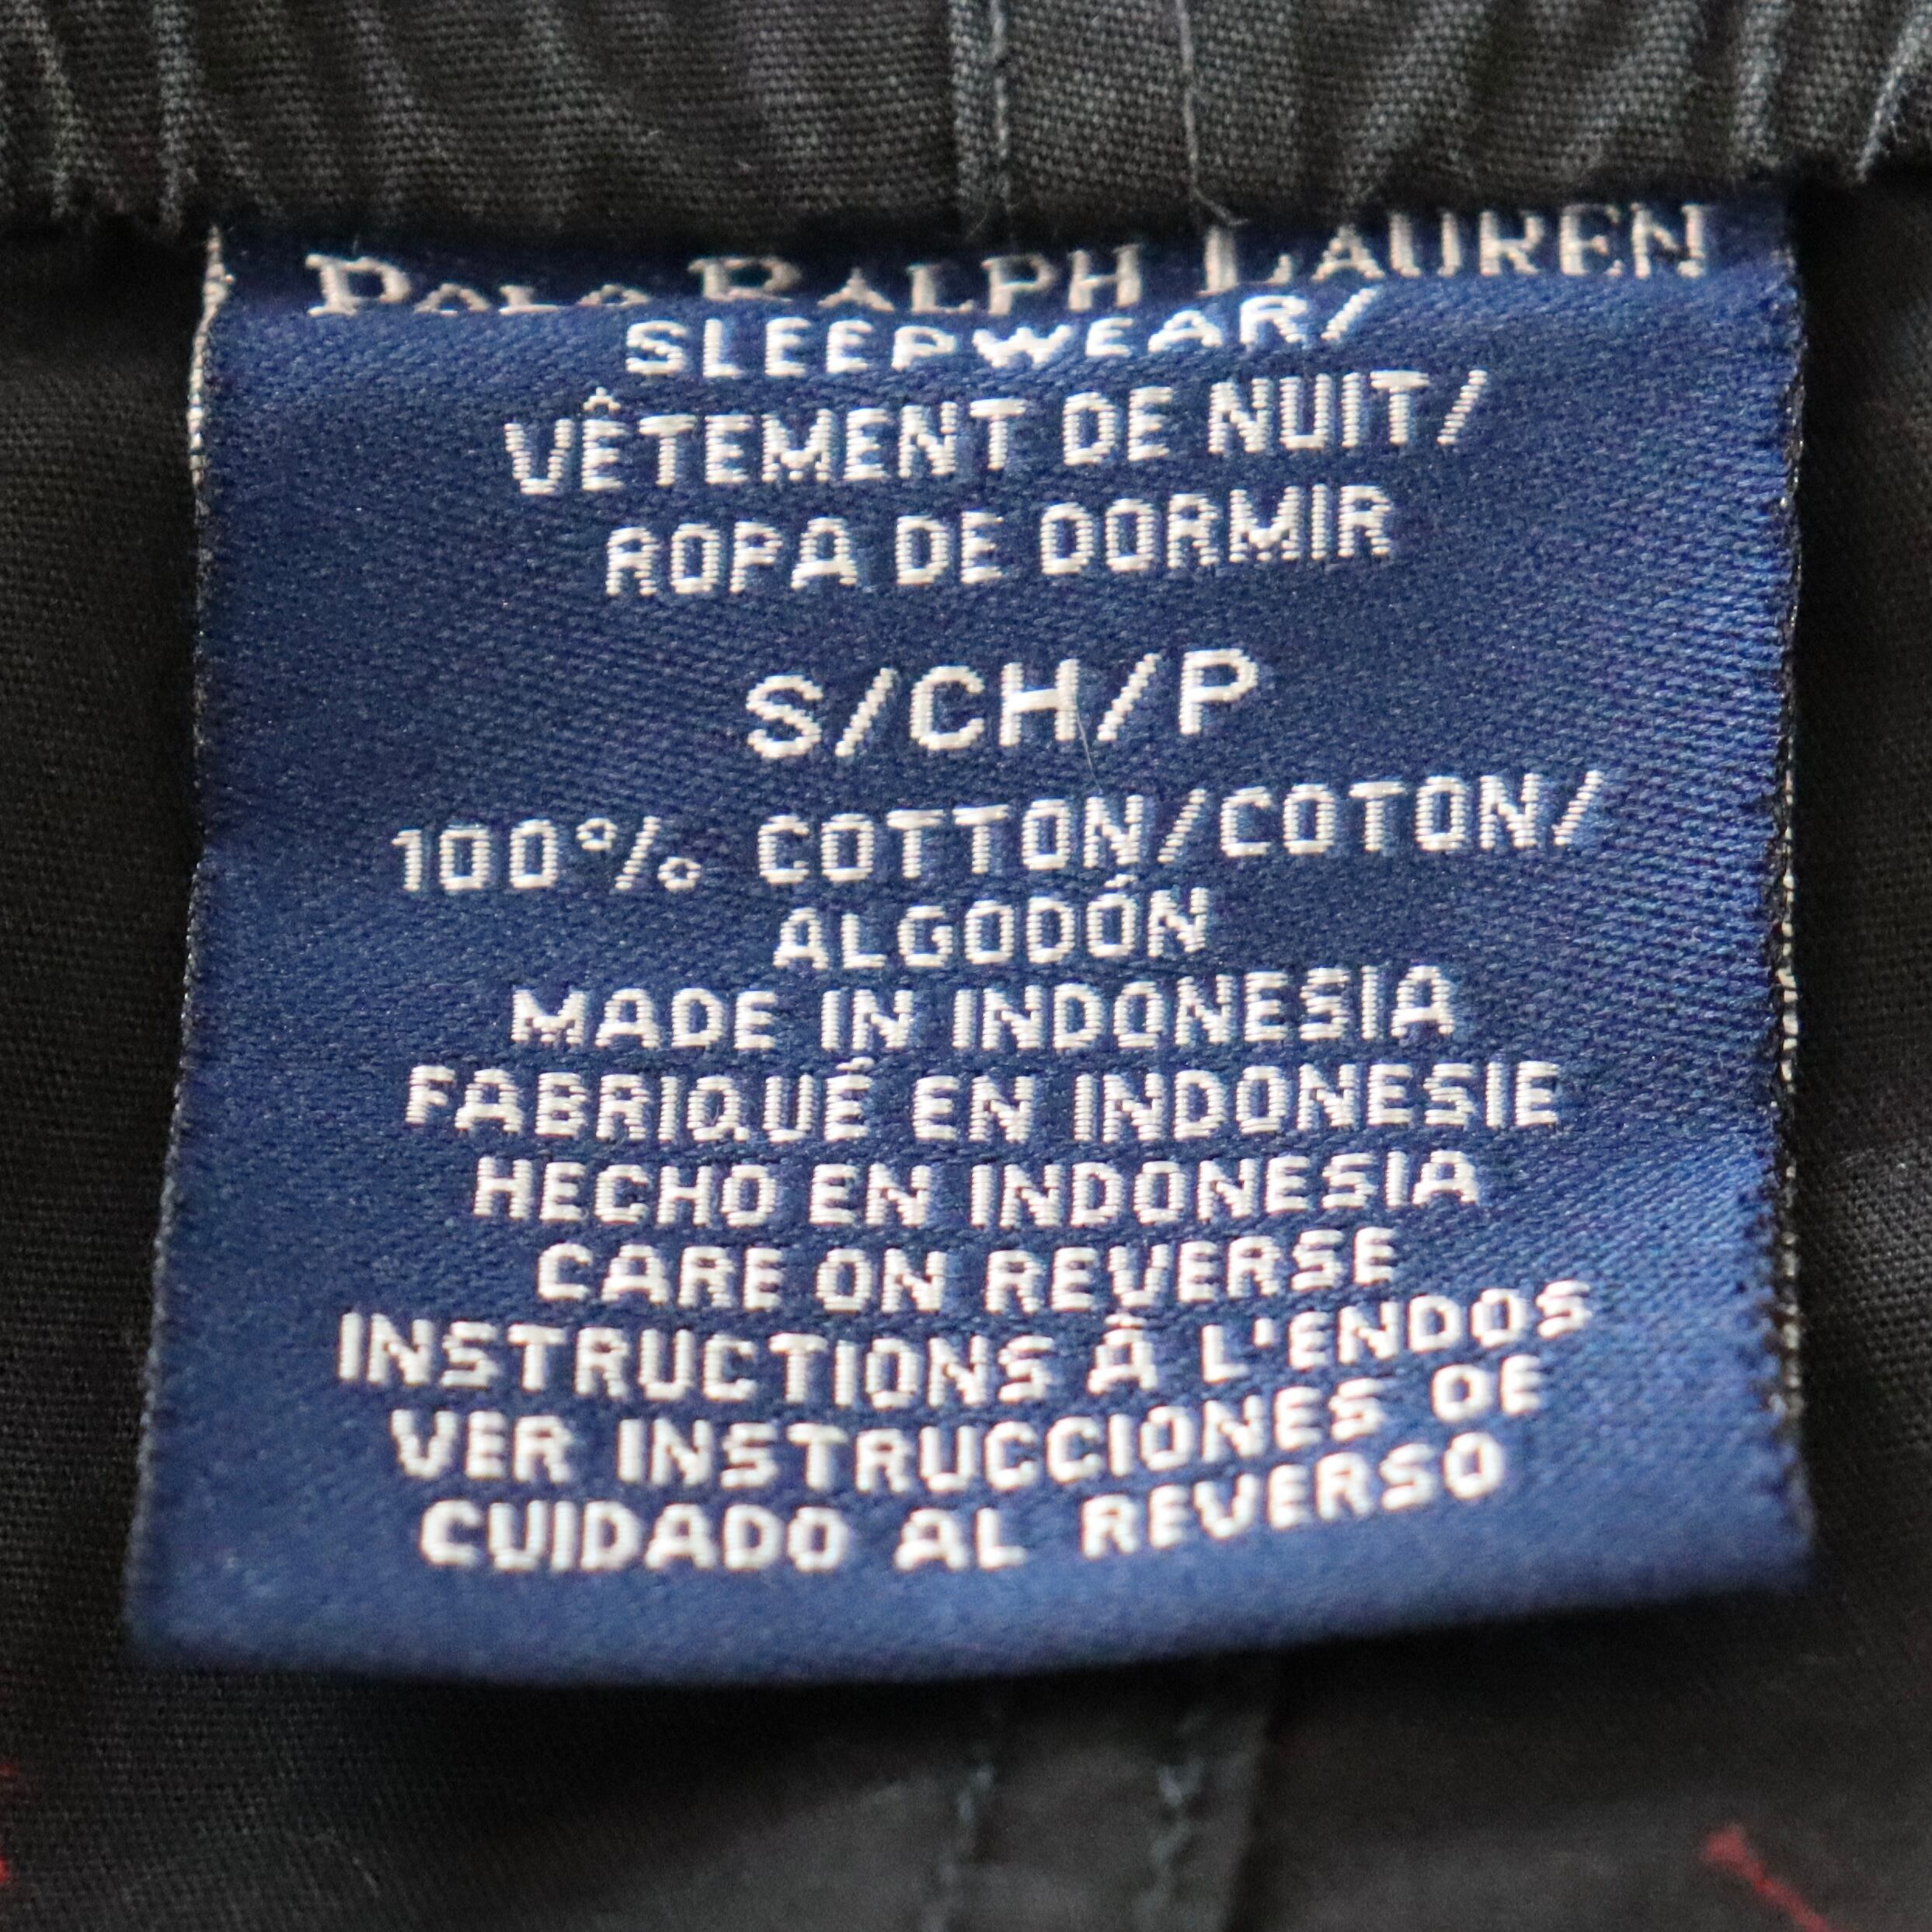 POLO RALPH LAUREN
SLEEPWEAR/
VÊTEMENT DE NUIT/
ROPA DE DORMIR
S/CH/P
100% COTTON/COTON/
ALGODÓN
MADE IN INDONESIA
FABRIQUÉ EN INDONESIE
HECHO EN INDONESIA
CARE ON REVERSE
INSTRUCTIONS À L'ENDOS
VER INSTRUCCIONES DE
CUIDADO AL REVERSO